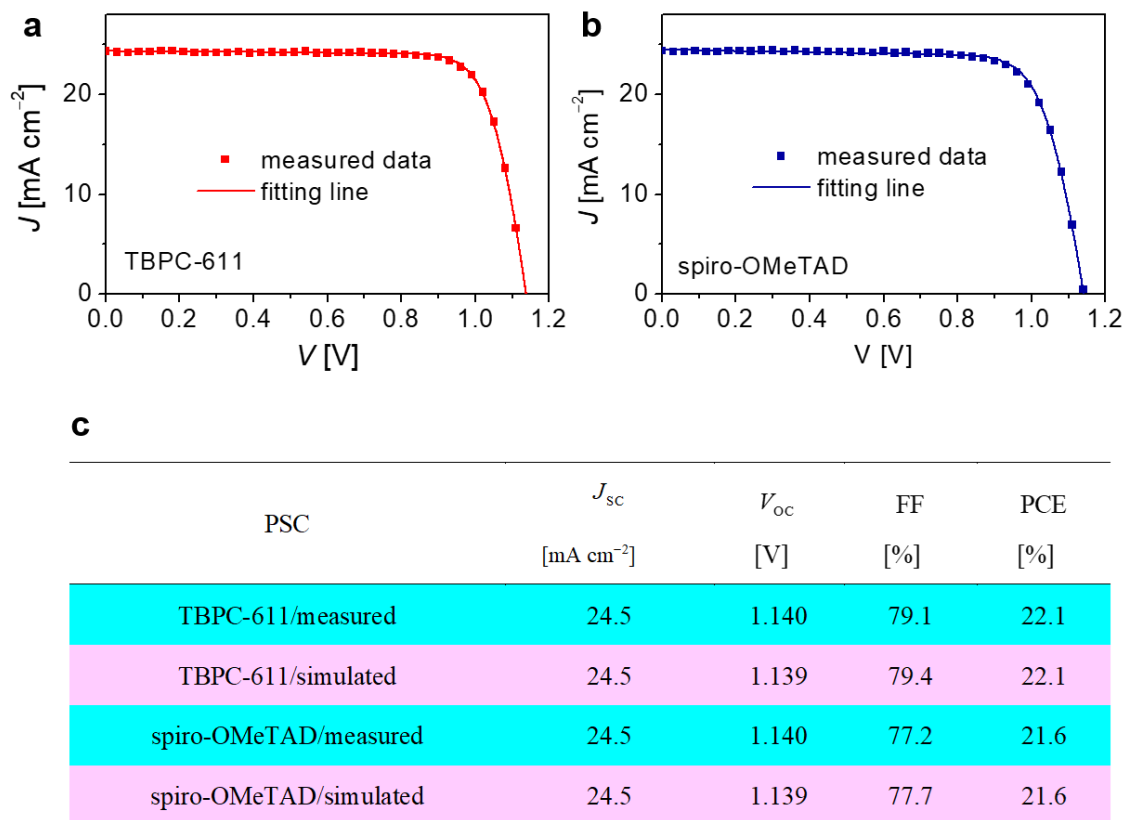 a
J [mA cm⁻²]
20
10
0
measured data
fitting line
TBPC-611
0.0 0.2 0.4 0.6 0.8 1.0 1.2
V [V]
b
J [mA cm⁻²]
20
10
0
measured data
fitting line
spiro-OMeTAD
0.0 0.2 0.4 0.6 0.8 1.0 1.2
V [V]
c
PSC J_SC [mA cm⁻²] V_OC [V] FF [%] PCE [%]
TBPC-611/measured 24.5 1.140 79.1 22.1
TBPC-611/simulated 24.5 1.139 79.4 22.1
spiro-OMeTAD/measured 24.5 1.140 77.2 21.6
spiro-OMeTAD/simulated 24.5 1.139 77.7 21.6